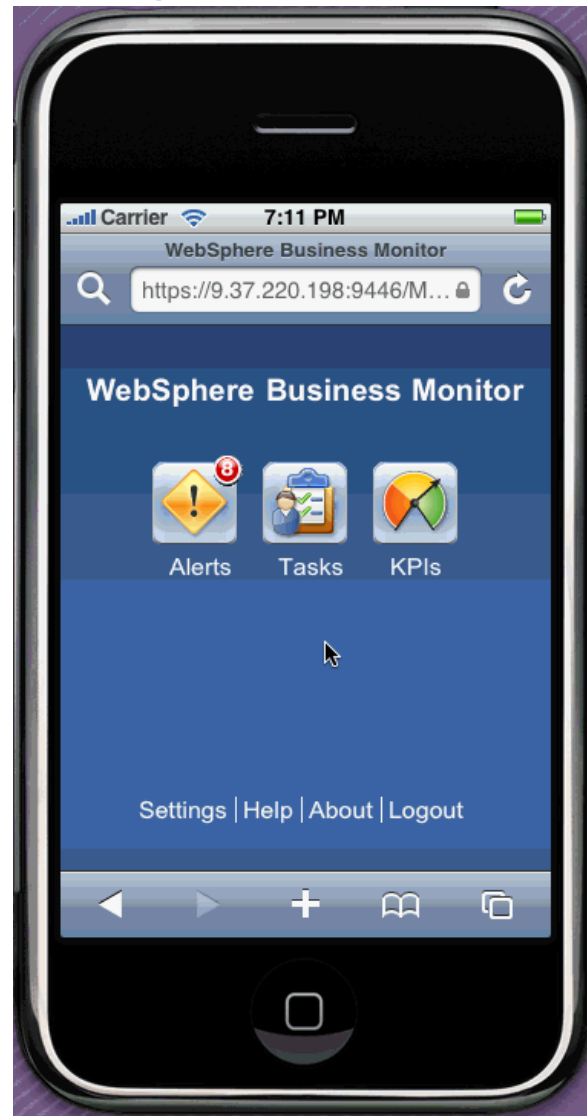 Carrier 7:11 PM
WebSphere Business Monitor
https://9.37.220.198:9446/M...
WebSphere Business Monitor
8
Alerts Tasks KPIs
Settings | Help | About | Logout